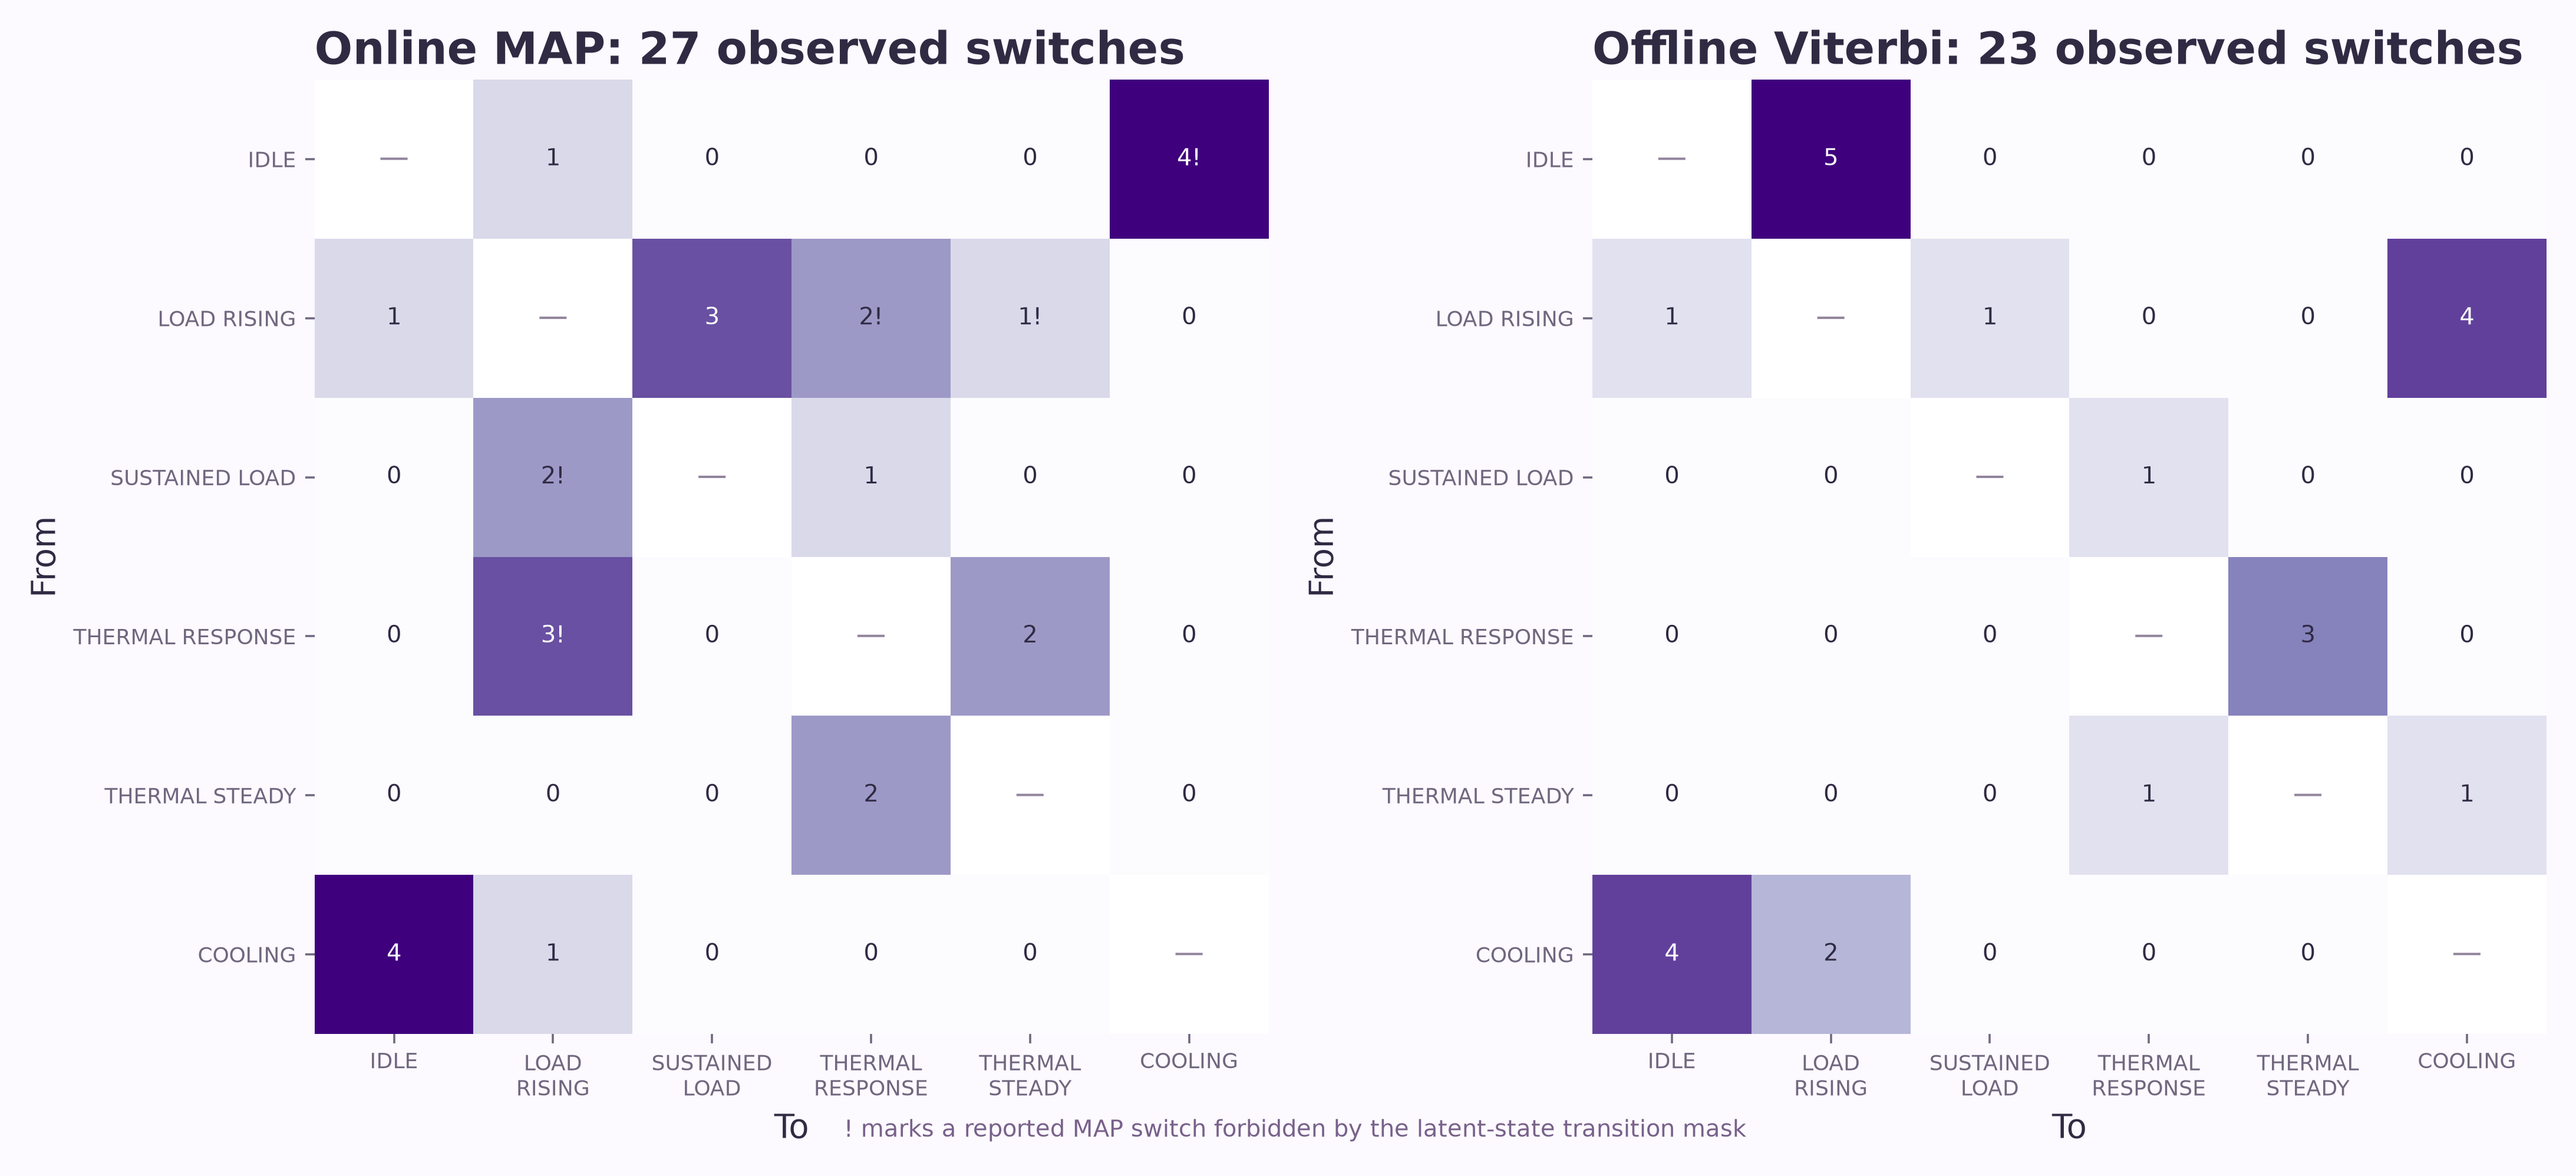 Online MAP: 27 observed switches
From
IDLE — 1 0 0 0 4!
LOAD RISING 1 — 3 2! 1! 0
SUSTAINED LOAD 0 2! — 1 0 0
THERMAL RESPONSE 0 3! 0 — 2 0
THERMAL STEADY 0 0 0 2 — 0
COOLING 4 1 0 0 0 —
IDLE LOAD SUSTAINED THERMAL THERMAL COOLING
RISING LOAD RESPONSE STEADY
To
Offline Viterbi: 23 observed switches
From
IDLE — 5 0 0 0 0
LOAD RISING 1 — 1 0 0 4
SUSTAINED LOAD 0 0 — 1 0 0
THERMAL RESPONSE 0 0 0 — 3 0
THERMAL STEADY 0 0 0 1 — 1
COOLING 4 2 0 0 0 —
IDLE LOAD SUSTAINED THERMAL THERMAL COOLING
RISING LOAD RESPONSE STEADY
To
! marks a reported MAP switch forbidden by the latent-state transition mask